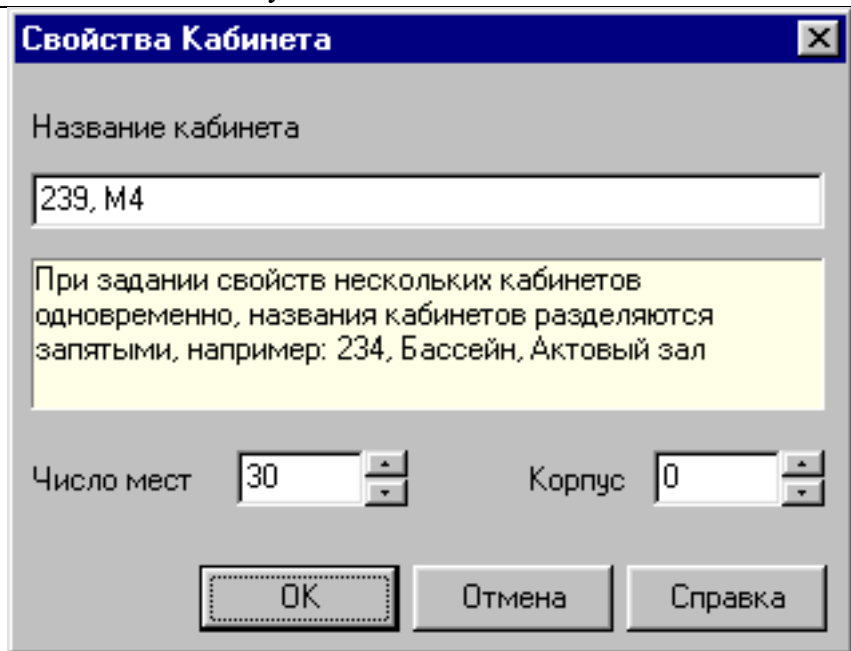 Свойства Кабинета
Название кабинета
239, М4
При задании свойств нескольких кабинетов
одновременно, названия кабинетов разделяются
запятыми, например: 234, Бассейн, Актовый зал
Число мест 30 Корпус 0
OK Отмена Справка